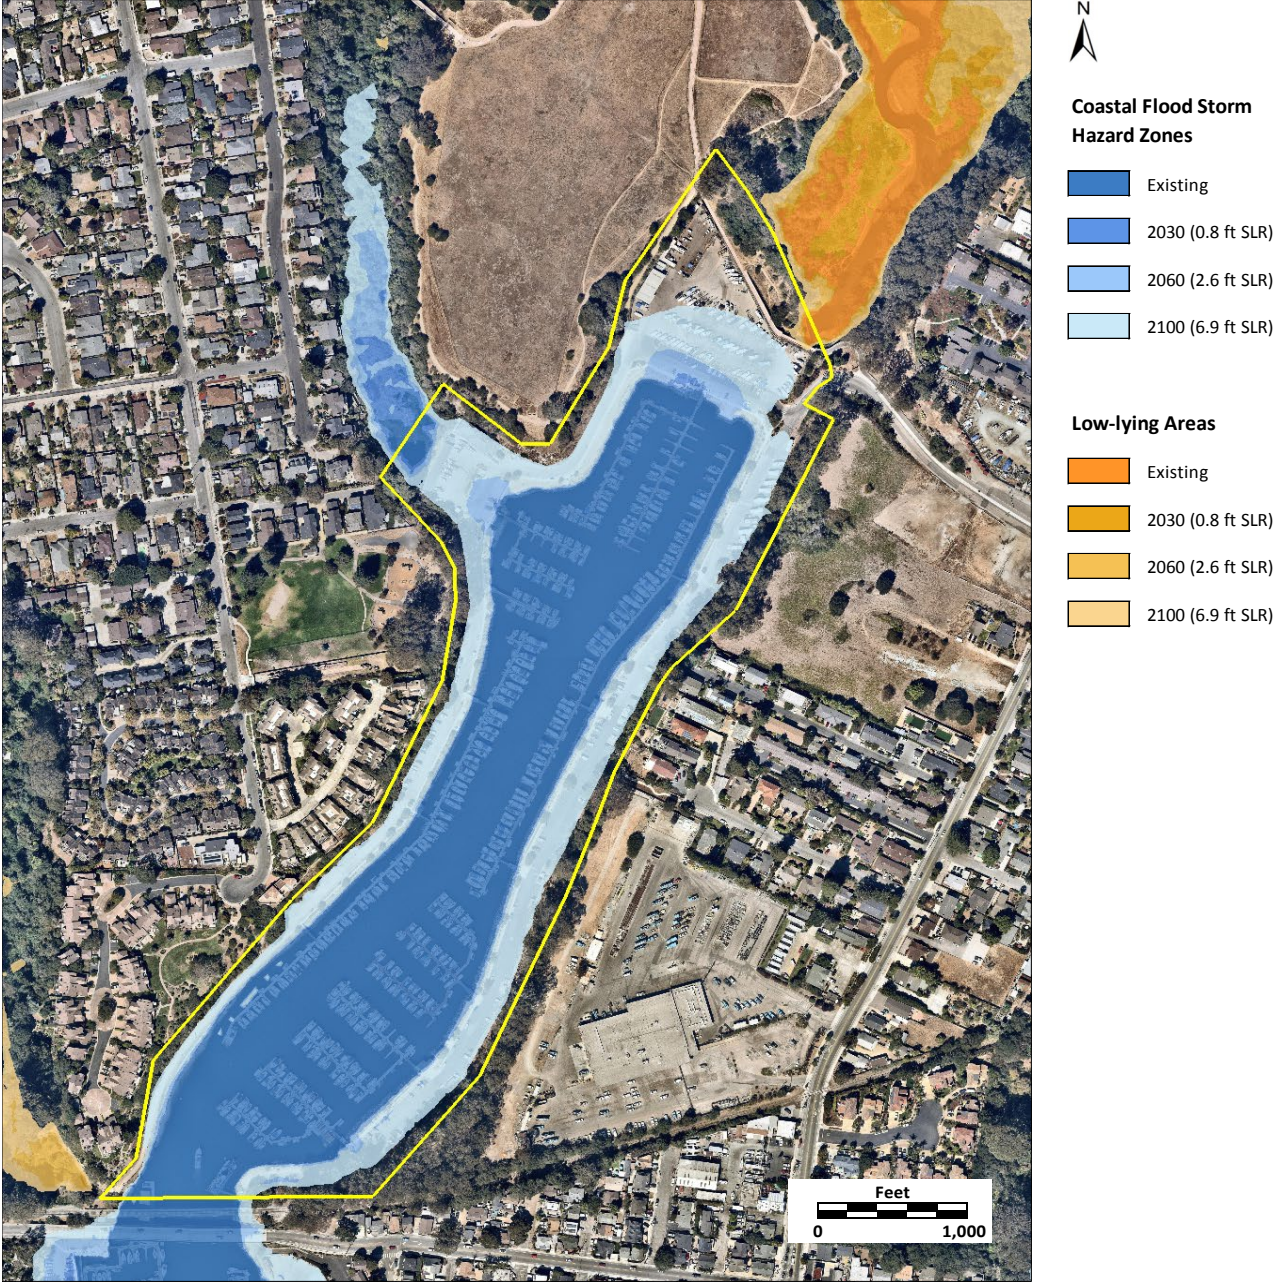 N
Coastal Flood Storm
Hazard Zones
Existing
2030 (0.8 ft SLR)
2060 (2.6 ft SLR)
2100 (6.9 ft SLR)
Low-lying Areas
Existing
2030 (0.8 ft SLR)
2060 (2.6 ft SLR)
2100 (6.9 ft SLR)
Feet
0 1,000